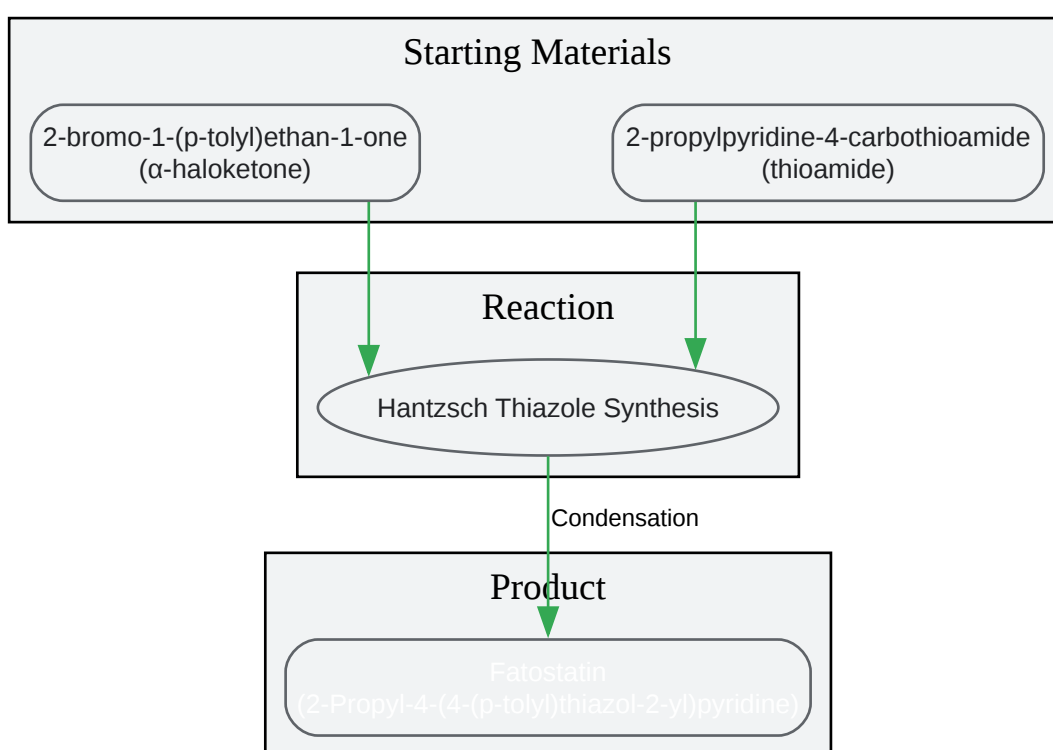 Starting Materials
2-bromo-1-(p-tolyl)ethan-1-one
(α-haloketone)
2-propylpyridine-4-carbothioamide
(thioamide)
Reaction
Hantzsch Thiazole Synthesis
Condensation
Product
Fatostatin
(2-Propyl-4-(4-(p-tolyl)thiazol-2-yl)pyridine)